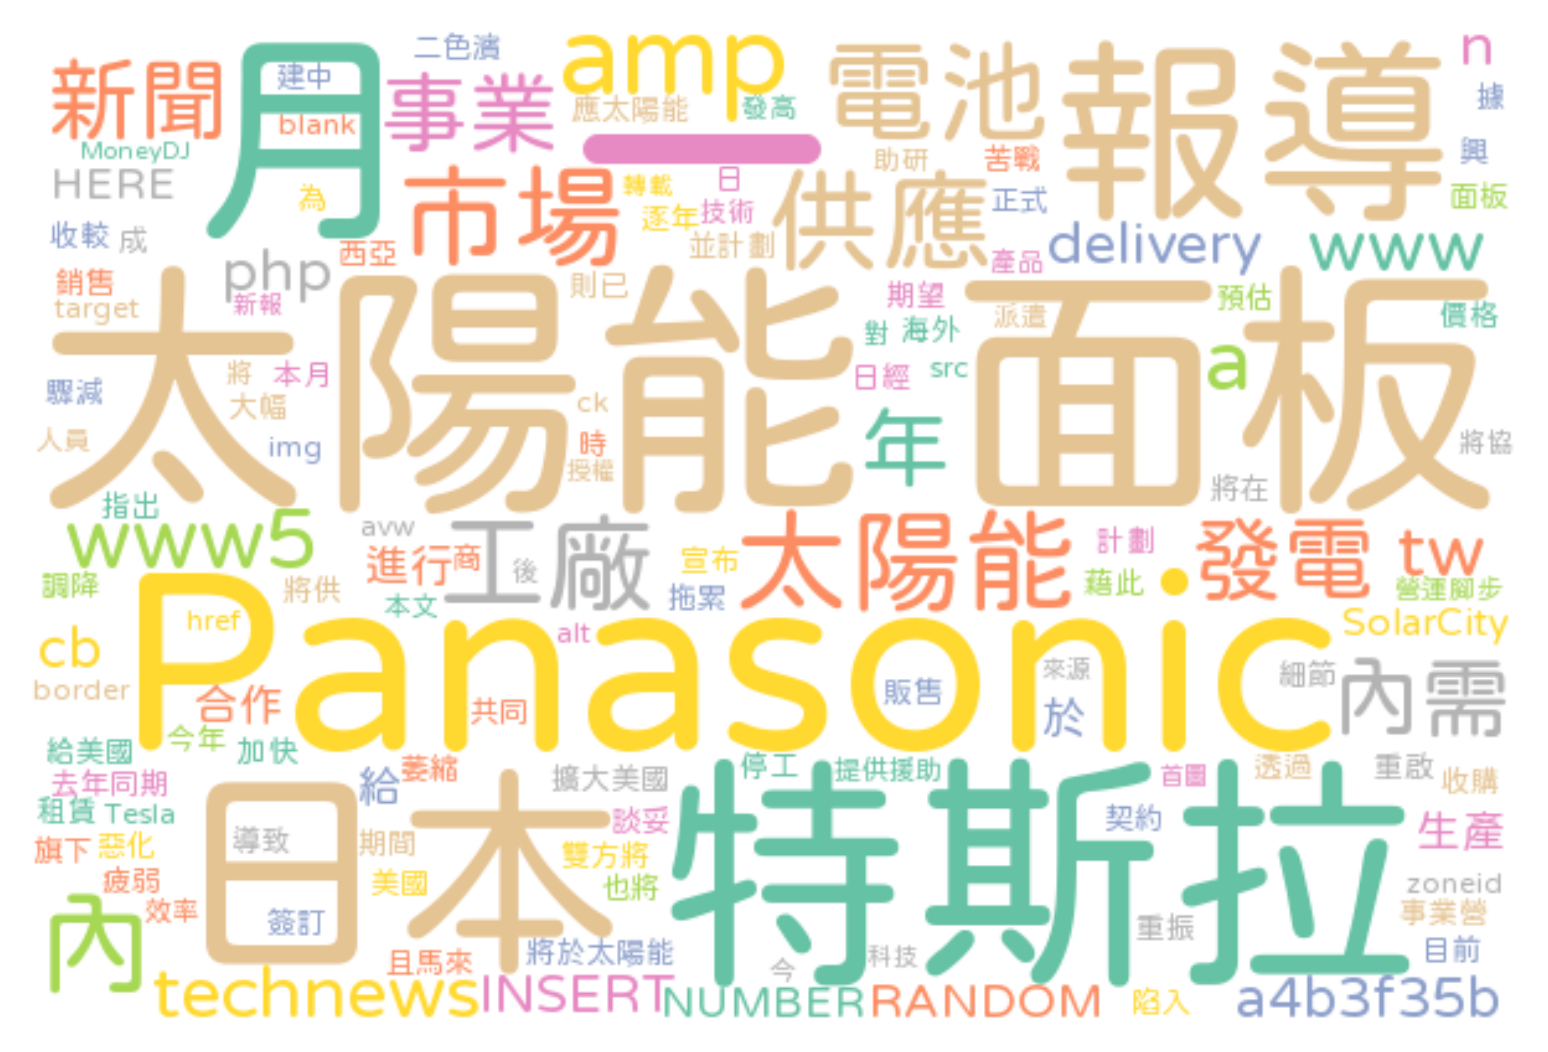 二色濱
amp
n
新聞
月
建中
事業
電池
報導
blank
應太陽能
發高
據
MoneyDJ
助研
苦戰
興
HERE
為
市場
轉載
日
供應
正式
面板
收較
成
逐年
技術
php
西亞
並計劃
產品
delivery
www
銷售
target
新報
則已
期望
派遣
預估
價格
太陽能面板
對
海外
驟減
將
本月
大幅
ck
日經
src
a
人員
img
時
年
將協
授權
將在
指出
www5
avw
工廠
進行
商
後
宣布
太陽能
計劃
發電
tw
調降
將供
本文
拖累
藉此
營運腳步
Panasonic
href
alt
SolarCity
cb
border
合作
共同
販售
來源
於
細節
內需
給美國
今年
加快
去年同期
給
萎縮
擴大美國
停工
提供援助
首圖
透過
重啟
收購
租賃
Tesla
日本
特斯拉
旗下
惡化
導致
期間
談妥
契約
生產
雙方將
疲弱
美國
也將
zoneid
內
效率
簽訂
重振
事業營
且馬來
將於太陽能
今
科技
目前
technews
INSERT
NUMBER
RANDOM
陷入
a4b3f35b